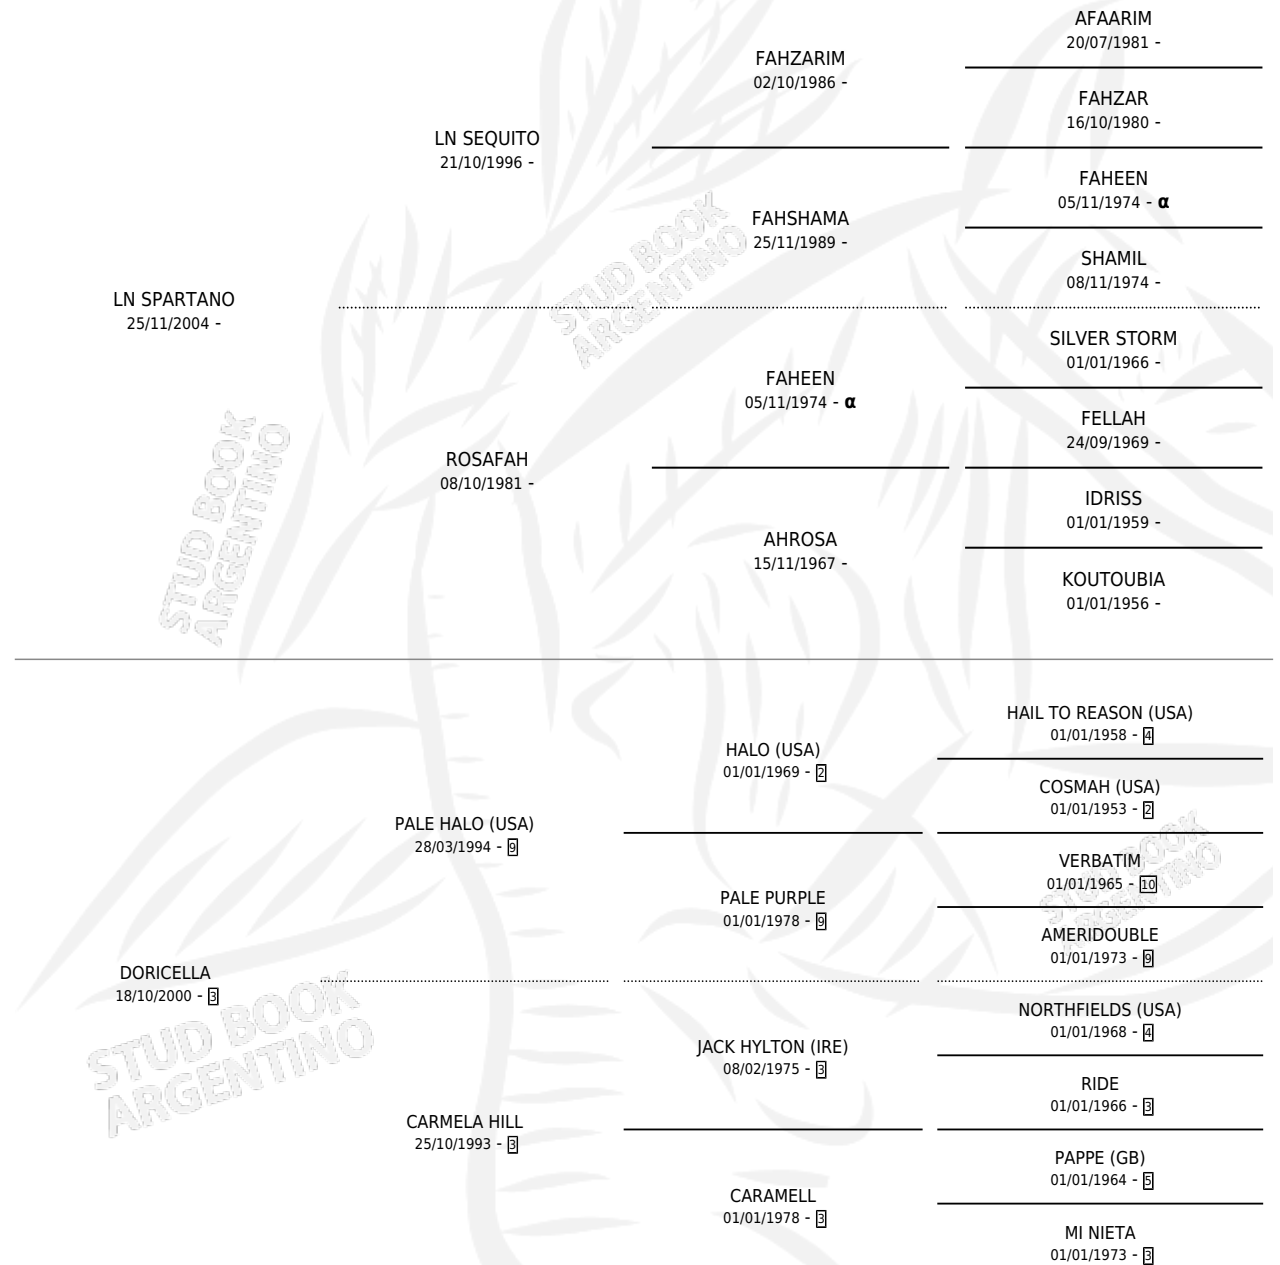 AFAARIM
20/07/1981 -
FAHZARIM
02/10/1986 -
FAHZAR
16/10/1980 -
LN SEQUITO
21/10/1996 -
FAHEEN
05/11/1974 - α
FAHSHAMA
25/11/1989 -
SHAMIL
08/11/1974 -
LN SPARTANO
25/11/2004 -
SILVER STORM
01/01/1966 -
FAHEEN
05/11/1974 - α
FELLAH
24/09/1969 -
ROSAFAH
08/10/1981 -
IDRISS
01/01/1959 -
AHROSA
15/11/1967 -
KOUTOUBIA
01/01/1956 -
STUD BOOK
ARGENTINO
STUD BOOK
ARGENTINO
HAIL TO REASON (USA)
01/01/1958 - 4
HALO (USA)
01/01/1969 - 2
COSMAH (USA)
01/01/1953 - 2
PALE HALO (USA)
28/03/1994 - 9
VERBATIM
01/01/1965 - 10
PALE PURPLE
01/01/1978 - 9
AMERIDOUBLE
01/01/1973 - 9
DORICELLA
18/10/2000 - 3
NORTHFIELDS (USA)
01/01/1968 - 4
JACK HYLTON (IRE)
08/02/1975 - 3
RIDE
01/01/1966 - 3
CARMELA HILL
25/10/1993 - 3
PAPPE (GB)
01/01/1964 - 5
CARAMELL
01/01/1978 - 3
MI NIETA
01/01/1973 - 3
STUD BOOK
ARGENTINO
STUD BOOK
ARGENTINO